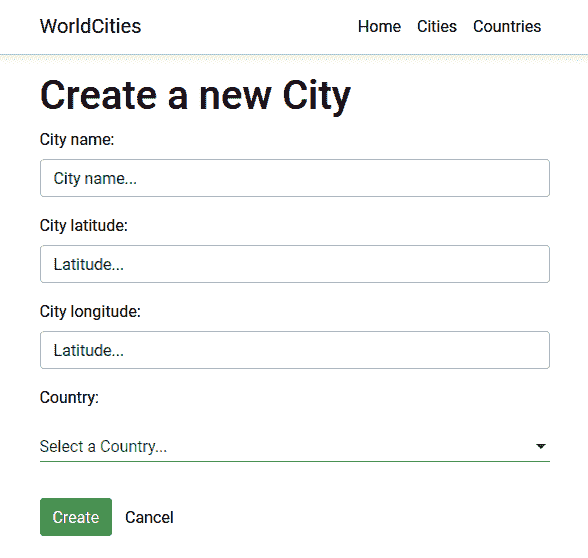 WorldCities Home Cities Countries
Create a new City
City name:
City name...
City latitude:
Latitude...
City longitude:
Latitude...
Country:
Select a Country...
Create Cancel